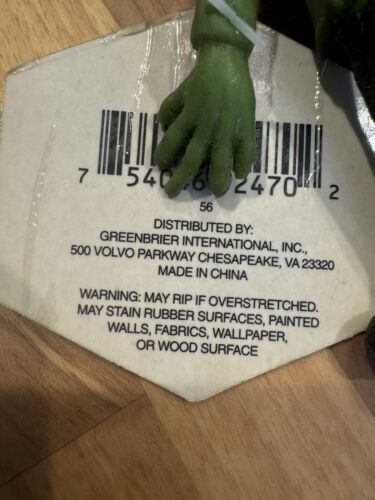 7 2470 2
56
DISTRIBUTED BY:
GREENBRIER INTERNATIONAL, INC.,
500 VOLVO PARKWAY CHESAPEAKE, VA 23320
MADE IN CHINA
WARNING: MAY RIP IF OVERSTRETCHED.
MAY STAIN RUBBER SURFACES, PAINTED
WALLS, FABRICS, WALLPAPER,
OR WOOD SURFACE